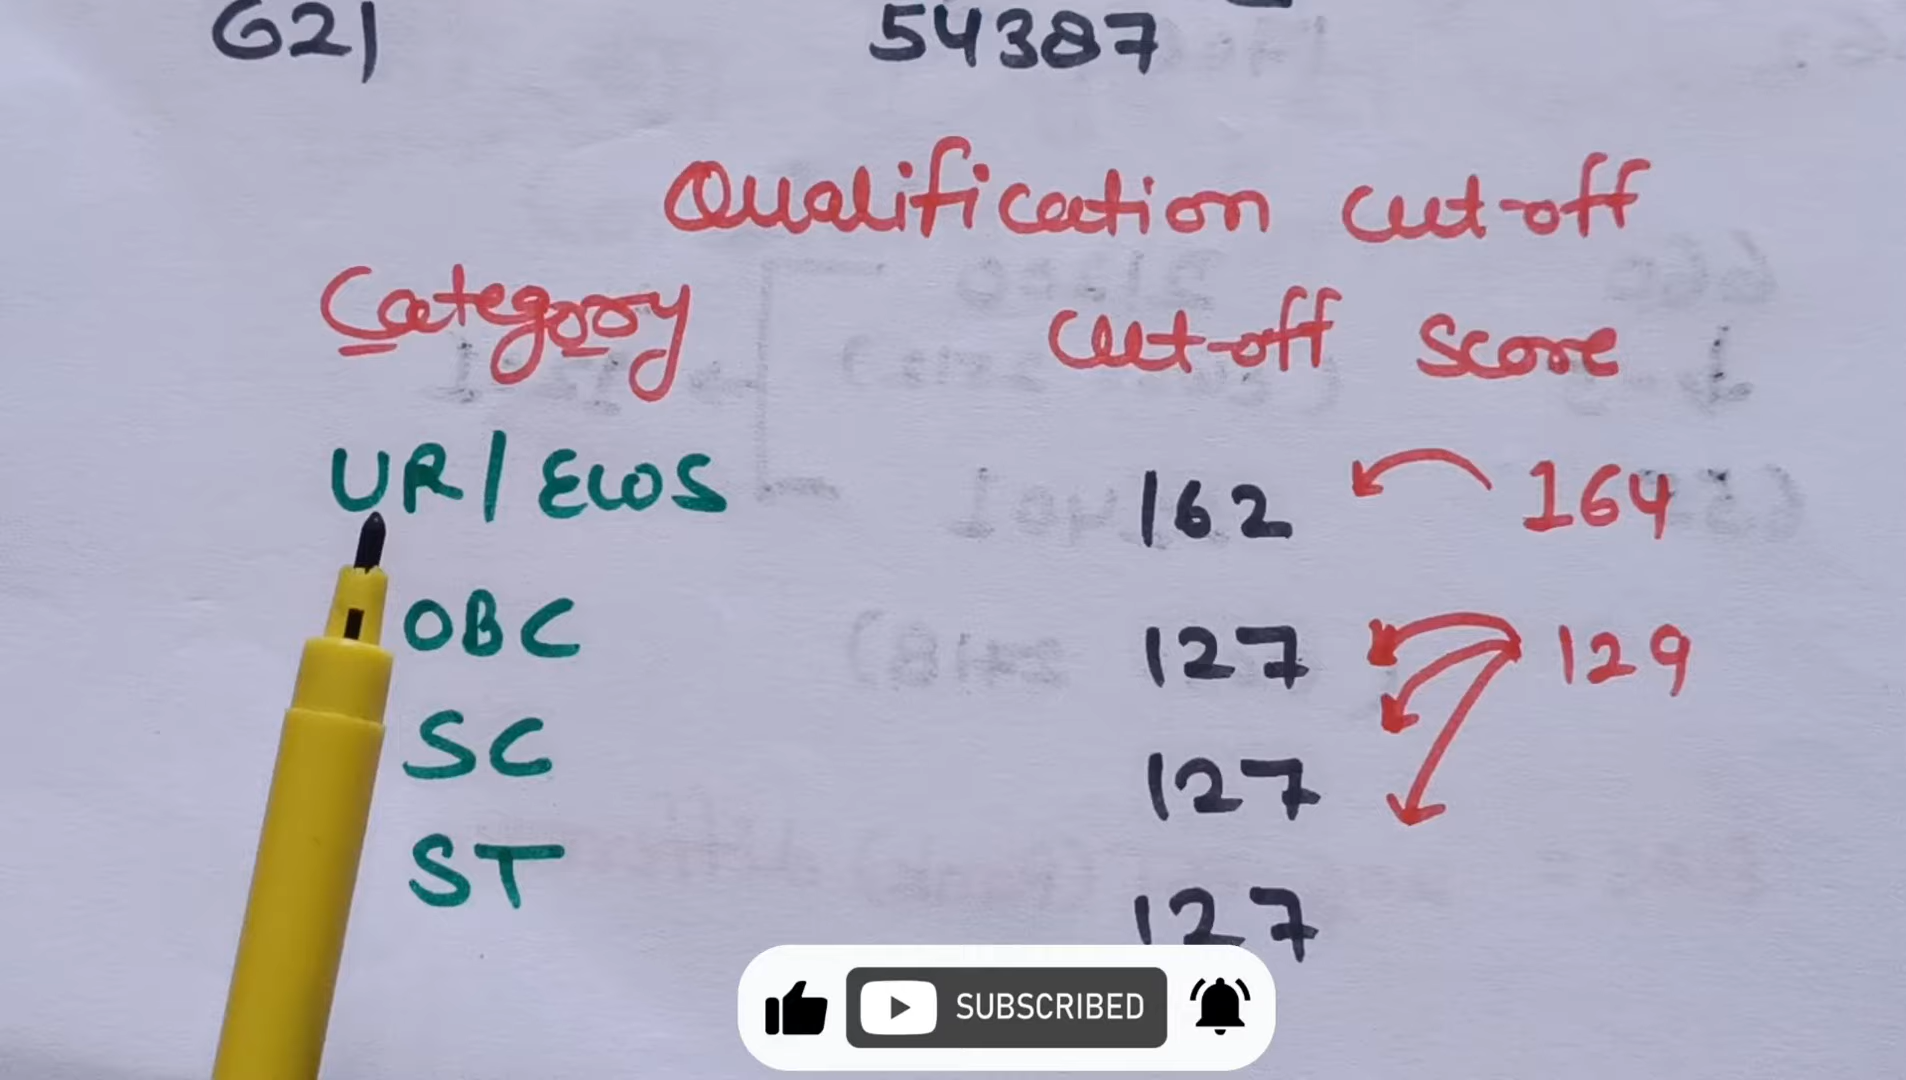 621 54387
Qualification cut-off
Category cut-off score
UR/EWS 162 164
OBC 127 129
SC 127
ST 127
SUBSCRIBED